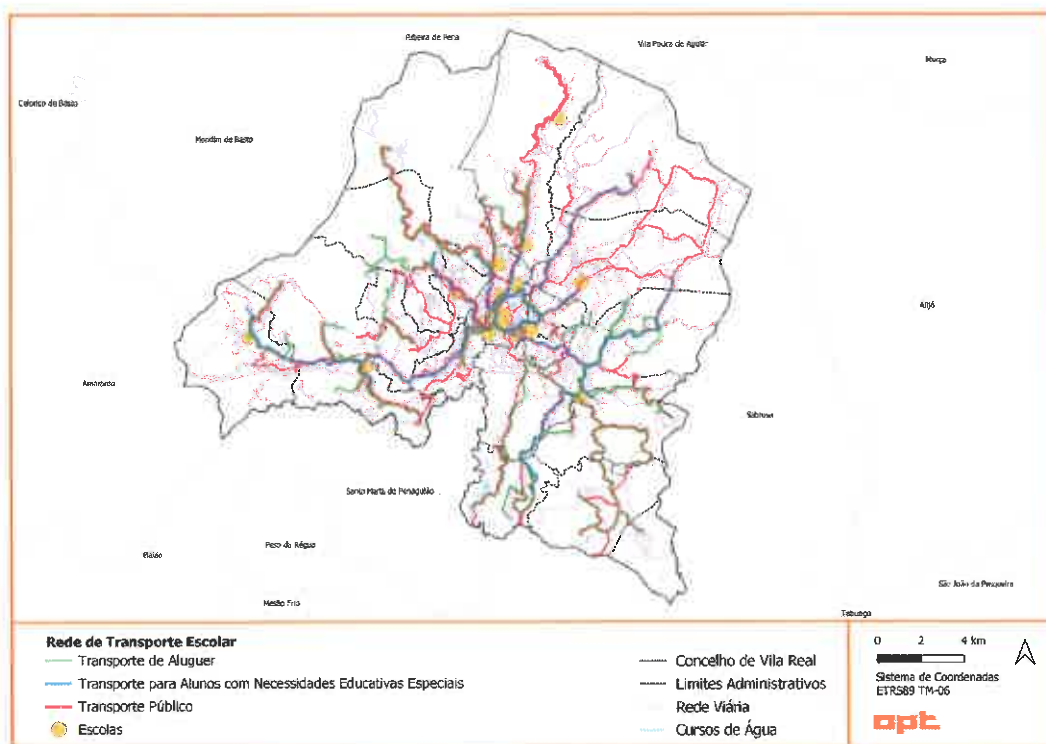 Ribeira de Pena
Vila Pouca de Aguiar
Murça
Celorico de Basto
Mondim de Basto
Alijó
Amarante
Sabrosa
Santa Marta de Penaguião
Peso da Régua
Baião
São João da Pesqueira
Mesão Frio
Tabuaço
Rede de Transporte Escolar
Transporte de Aluguer
Transporte para Alunos com Necessidades Educativas Especiais
Transporte Público
Escolas
Concelho de Vila Real
Limites Administrativos
Rede Viária
Cursos de Água
0 2 4 km
Sistema de Coordenadas
ETRS89 TM-06
apt